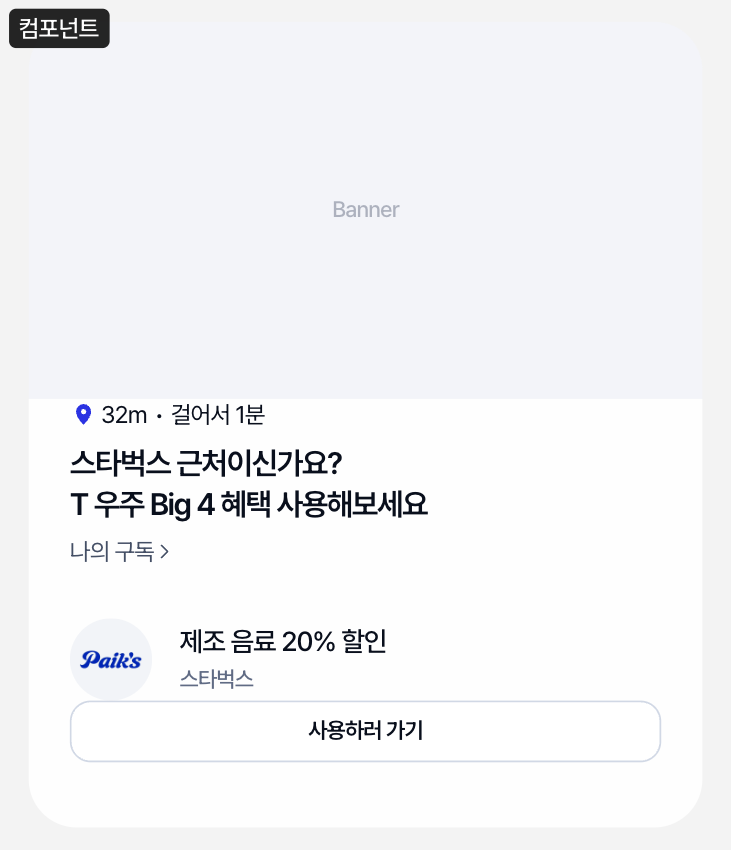 컴포넌트
Banner
32m • 걸어서 1분
스타벅스 근처이신가요?
T 우주 Big 4 혜택 사용해보세요
나의 구독 >
Paik's
제조 음료 20% 할인
스타벅스
사용하러 가기